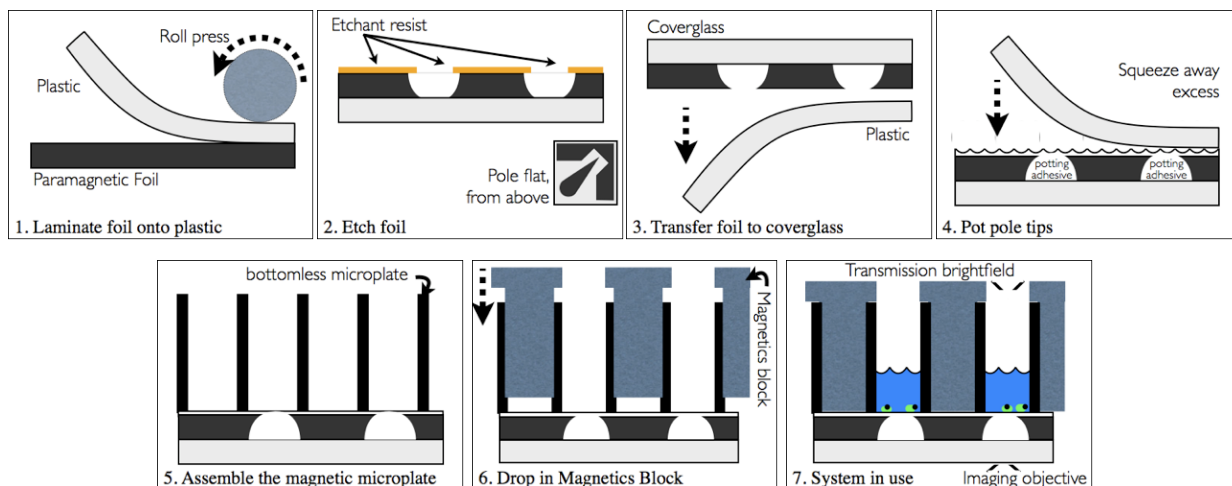 Roll press
Plastic
Paramagnetic Foil
1. Laminate foil onto plastic
Etchant resist
Pole flat,
from above
2. Etch foil
Coverglass
Plastic
3. Transfer foil to coverglass
Squeeze away
excess
potting
adhesive
potting
adhesive
4. Pot pole tips
bottomless microplate
5. Assemble the magnetic microplate
Magnetics block
6. Drop in Magnetics Block
Transmission brightfield
7. System in use
Imaging objective